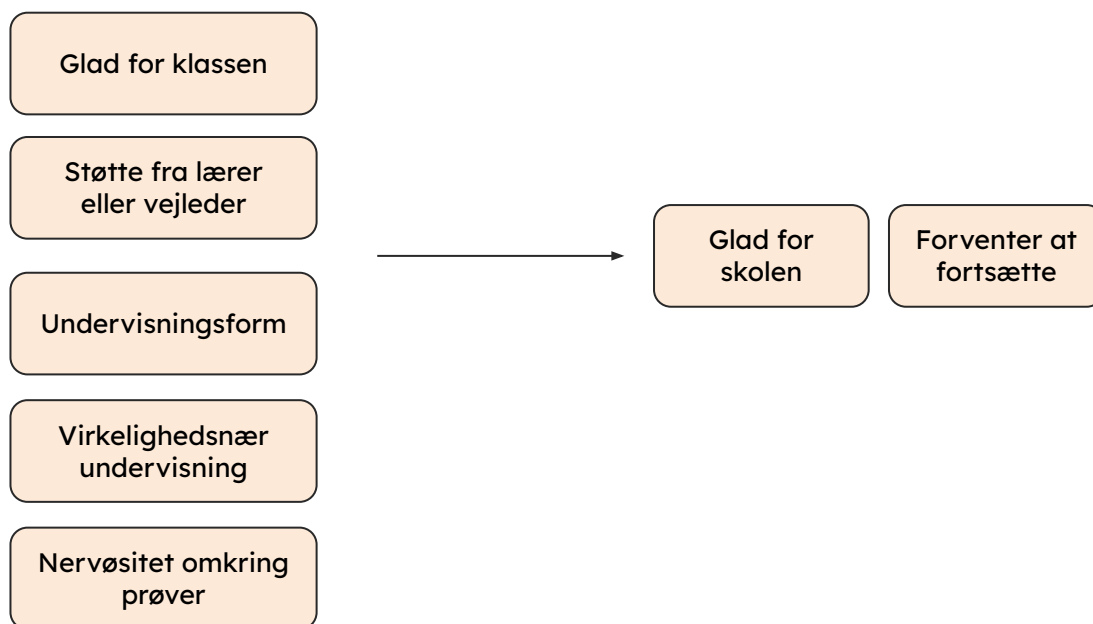 Glad for klassen
Støtte fra lærer
eller vejleder
Undervisningsform
Virkelighedsnær
undervisning
Nervøsitet omkring
prøver
Glad for
skolen
Forventer at
fortsætte